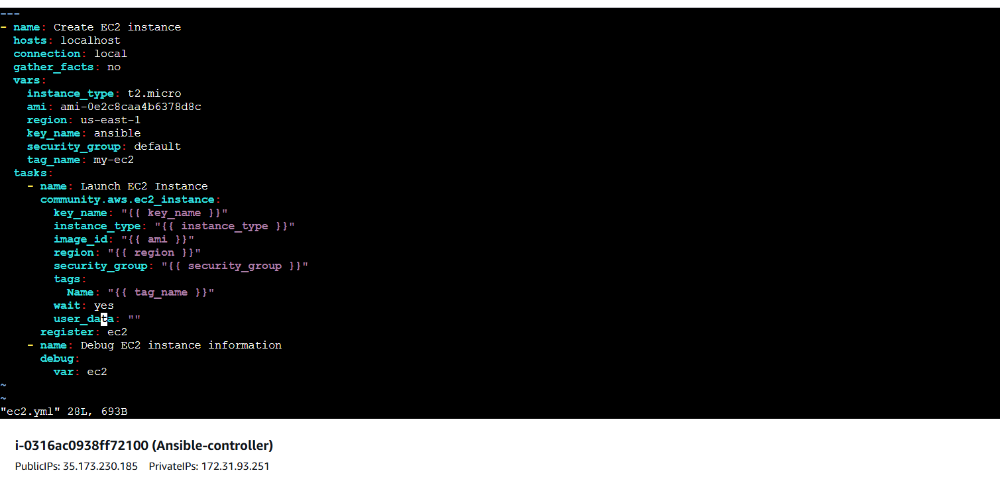 ---
- name: Create EC2 instance
  hosts: localhost
  connection: local
  gather_facts: no
  vars:
    instance_type: t2.micro
    ami: ami-0e2c8caa4b6378d8c
    region: us-east-1
    key_name: ansible
    security_group: default
    tag_name: my-ec2
  tasks:
    - name: Launch EC2 Instance
      community.aws.ec2_instance:
        key_name: "{{ key_name }}"
        instance_type: "{{ instance_type }}"
        image_id: "{{ ami }}"
        region: "{{ region }}"
        security_group: "{{ security_group }}"
        tags:
          Name: "{{ tag_name }}"
        wait: yes
        user_data: ""
      register: ec2
    - name: Debug EC2 instance information
      debug:
        var: ec2
~
~
"ec2.yml" 28L, 693B
i-0316ac0938ff72100 (Ansible-controller)
PublicIPs: 35.173.230.185 PrivateIPs: 172.31.93.251